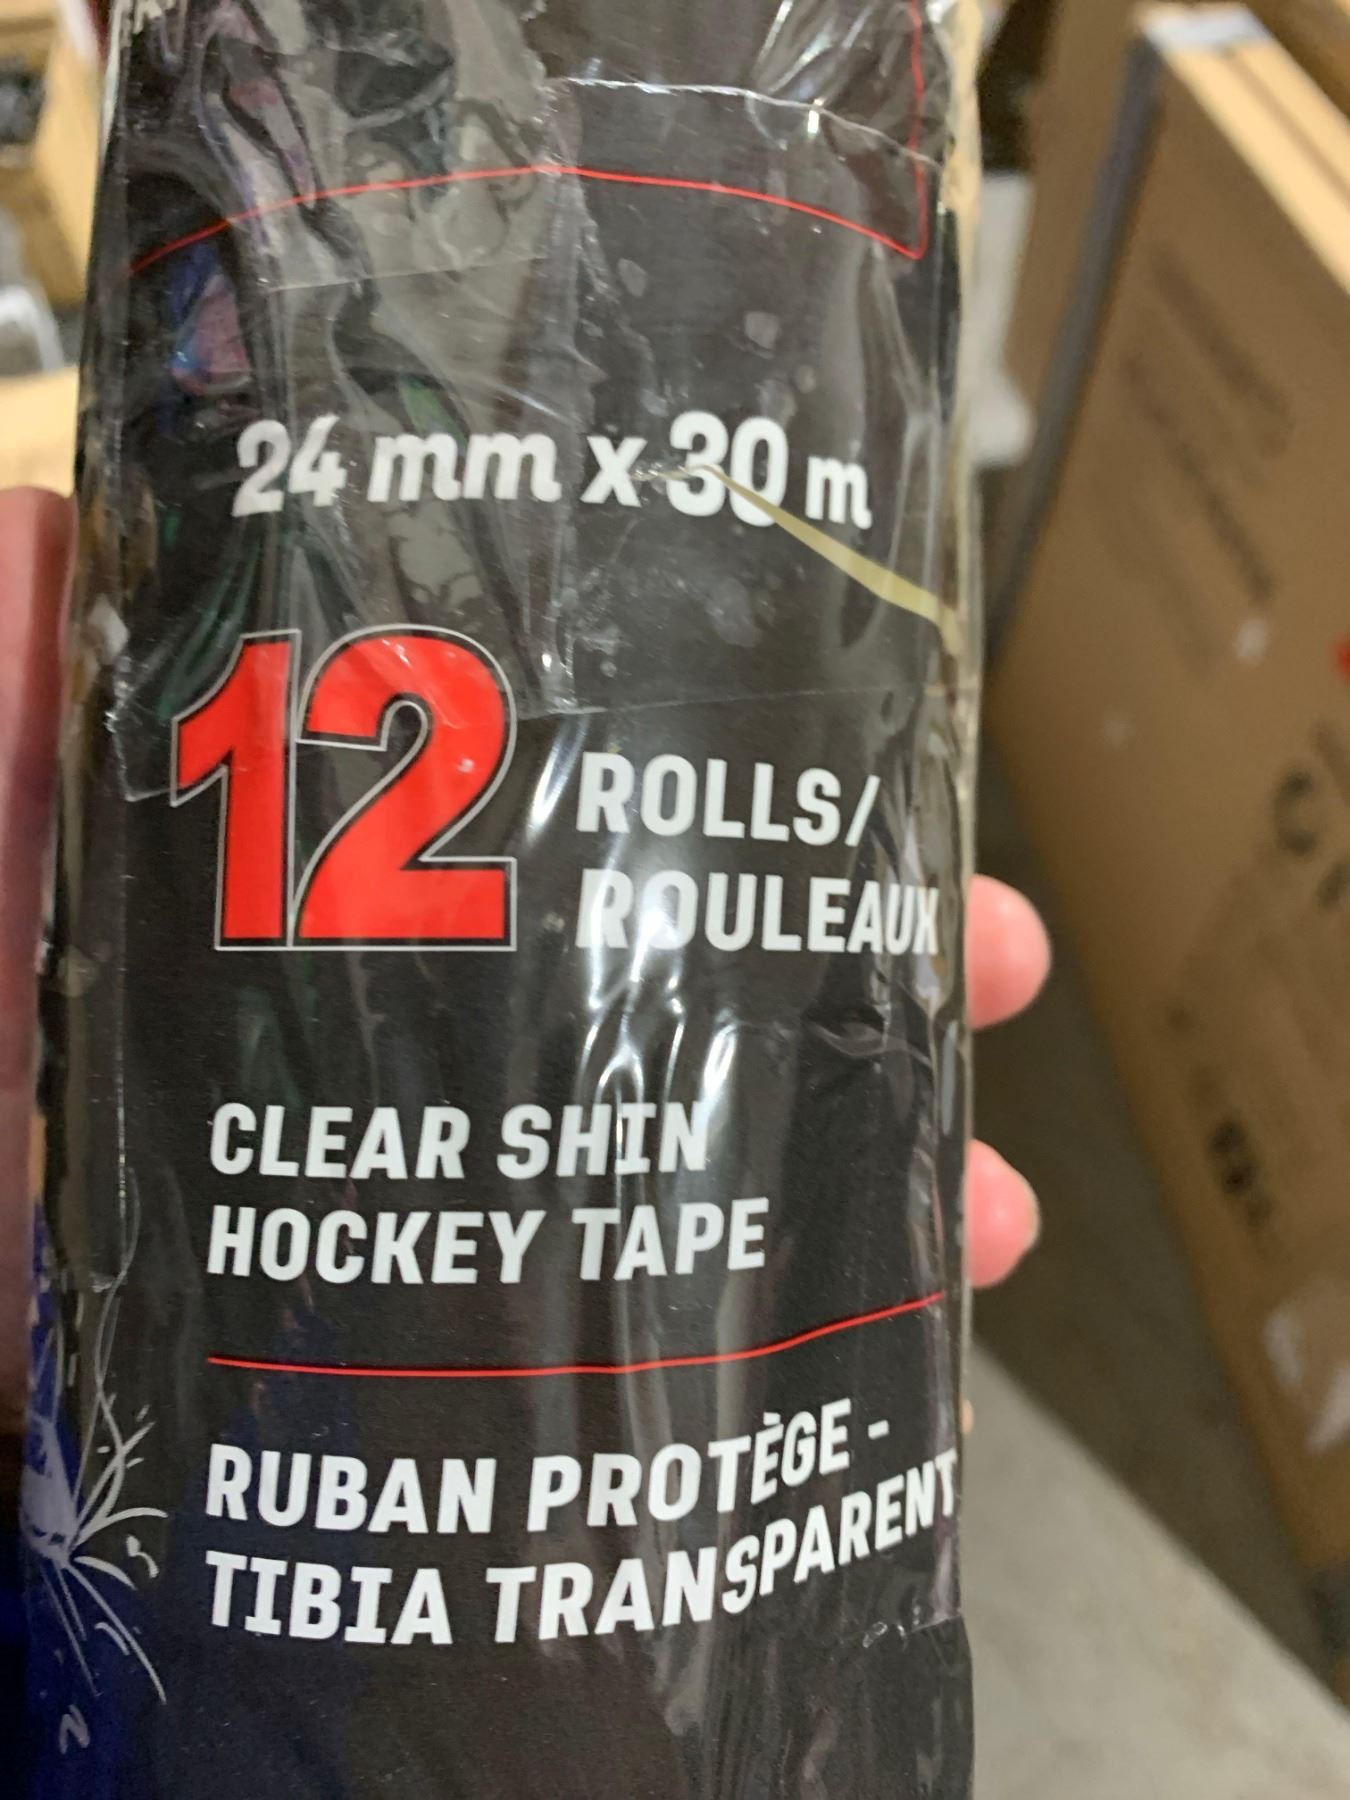 24 mm x 30 m
12
ROLLS/
ROULEAUX
CLEAR SHIN
HOCKEY TAPE
RUBAN PROTÈGE -
TIBIA TRANSPARENT